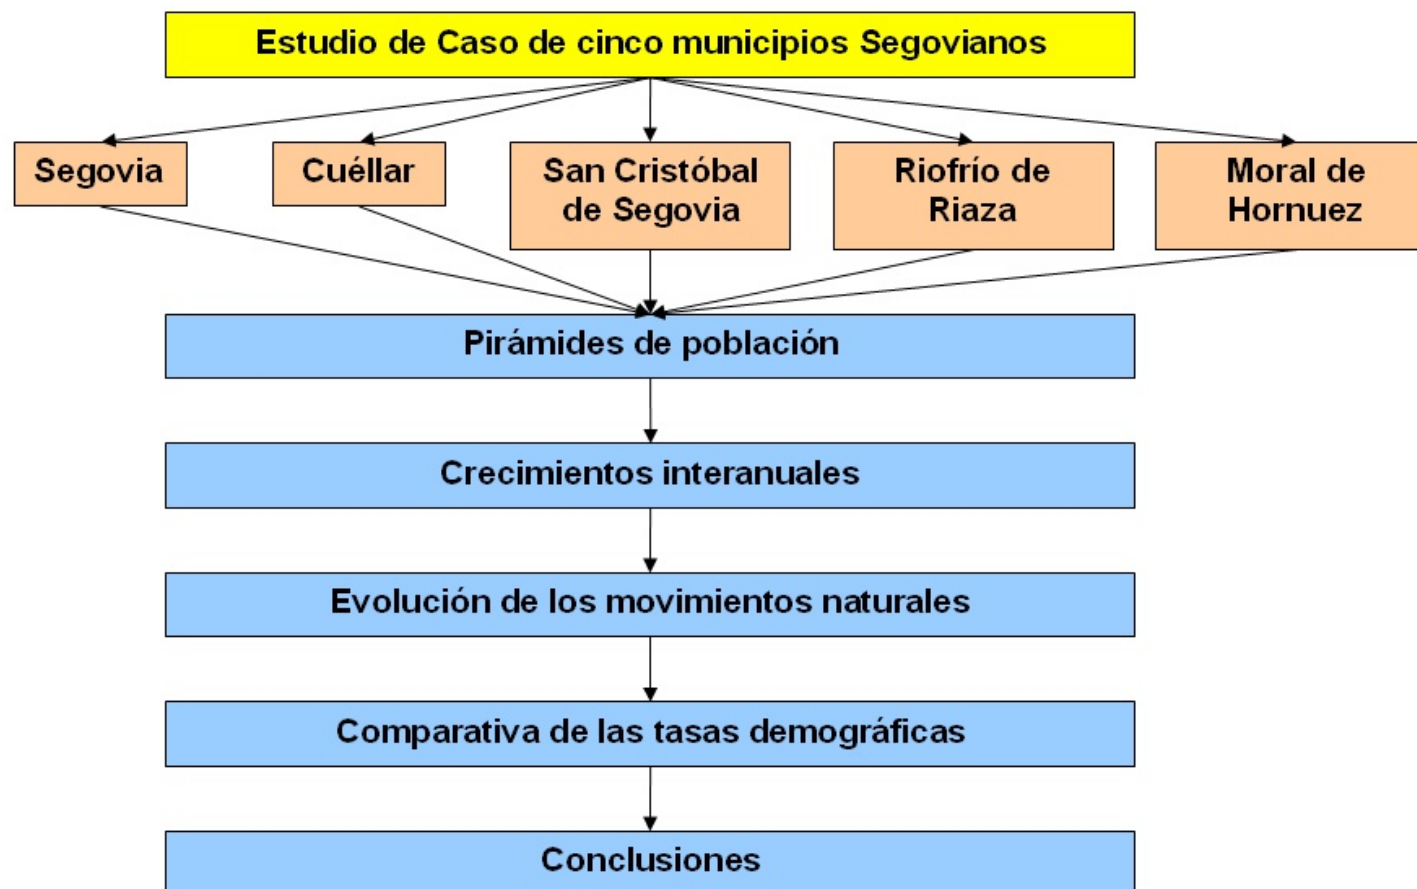 Estudio de Caso de cinco municipios Segovianos
Segovia
Cuéllar
San Cristóbal
de Segovia
Riofrío de
Riaza
Moral de
Hornuez
Pirámides de población
Crecimientos interanuales
Evolución de los movimientos naturales
Comparativa de las tasas demográficas
Conclusiones